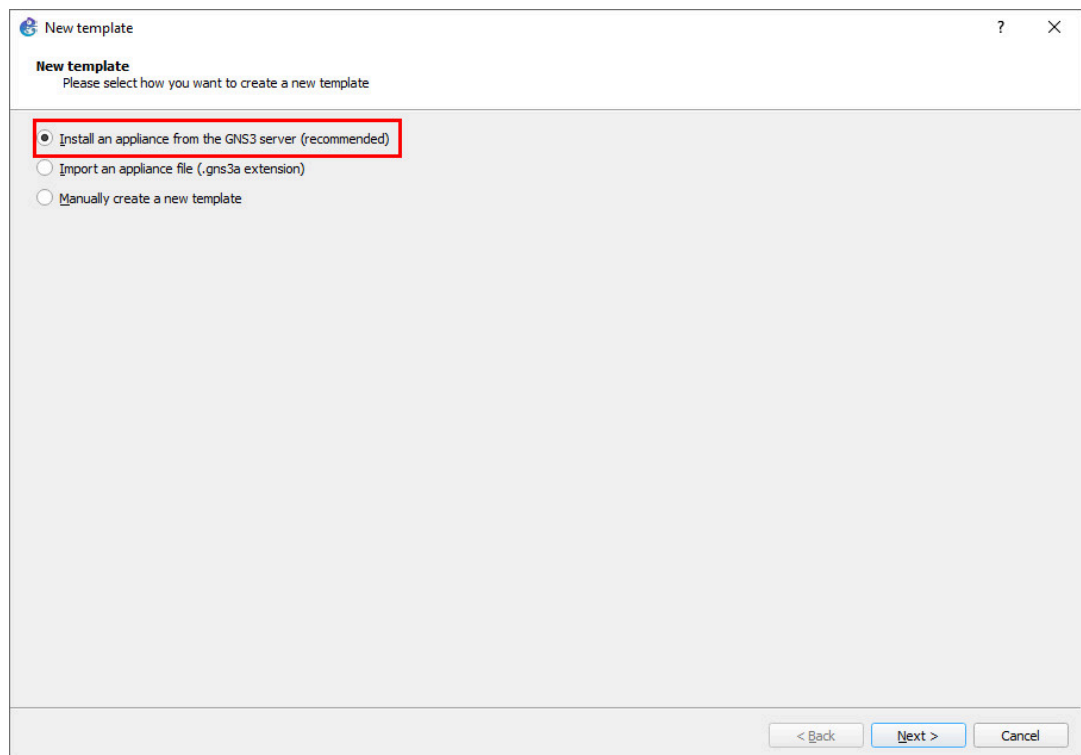 New template
?
New template
Please select how you want to create a new template
Install an appliance from the GNS3 server (recommended)
Import an appliance file (.gns3a extension)
Manually create a new template
< Back
Next >
Cancel